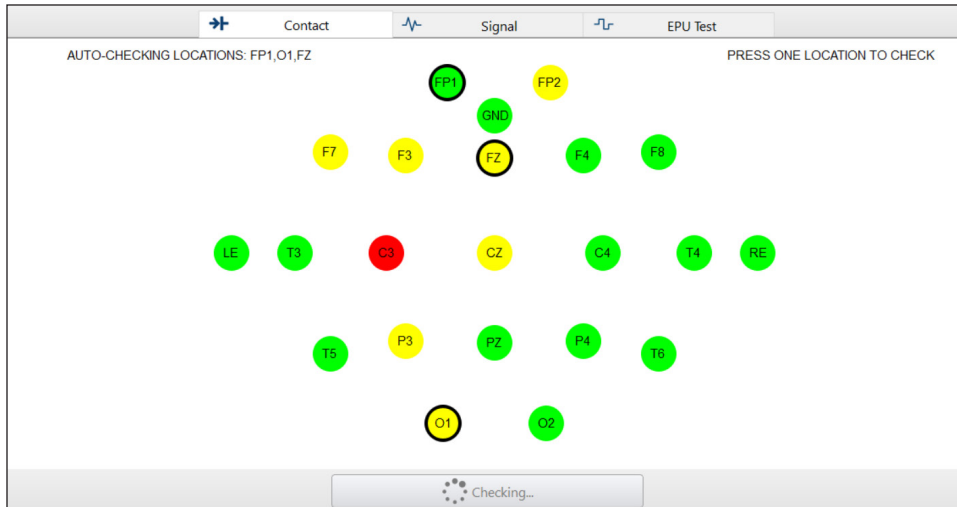 Contact Signal EPU Test
AUTO-CHECKING LOCATIONS: FP1,O1,FZ PRESS ONE LOCATION TO CHECK
FP1 FP2
GND
F7 F3 FZ F4 F8
LE T3 C3 CZ C4 T4 RE
T5 P3 PZ P4 T6
O1 O2
Checking...